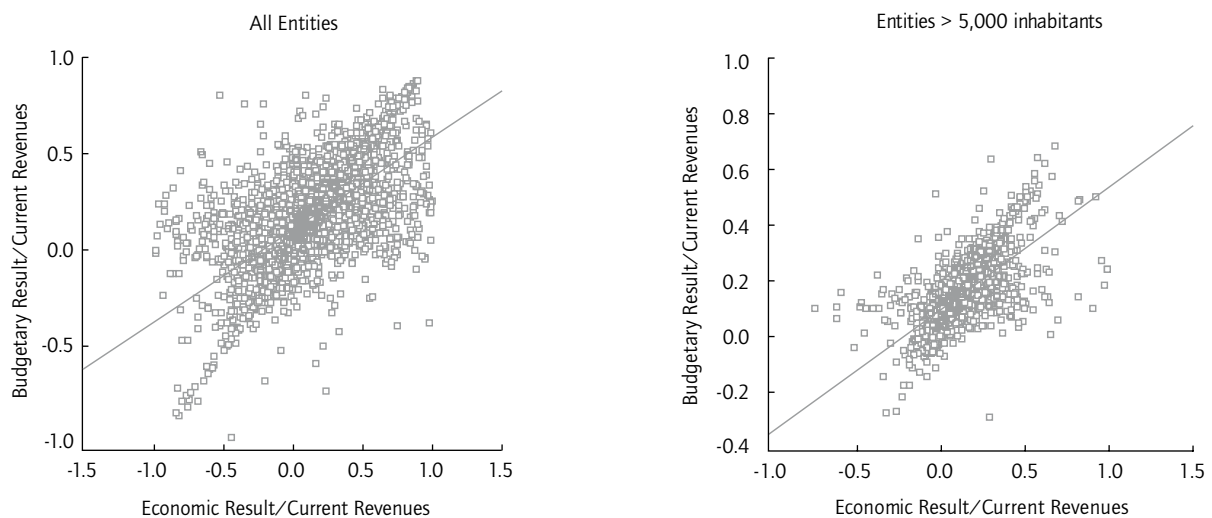 All Entities
Budgetary Result/Current Revenues
1.0
0.5
0.0
-0.5
-1.0
-1.5 -1.0 -0.5 0.0 0.5 1.0 1.5
Economic Result/Current Revenues
Entities > 5,000 inhabitants
Budgetary Result/Current Revenues
1.0
0.8
0.6
0.4
0.2
0.0
-0.2
-0.4
-1.0 -0.5 0.0 0.5 1.0 1.5
Economic Result/Current Revenues